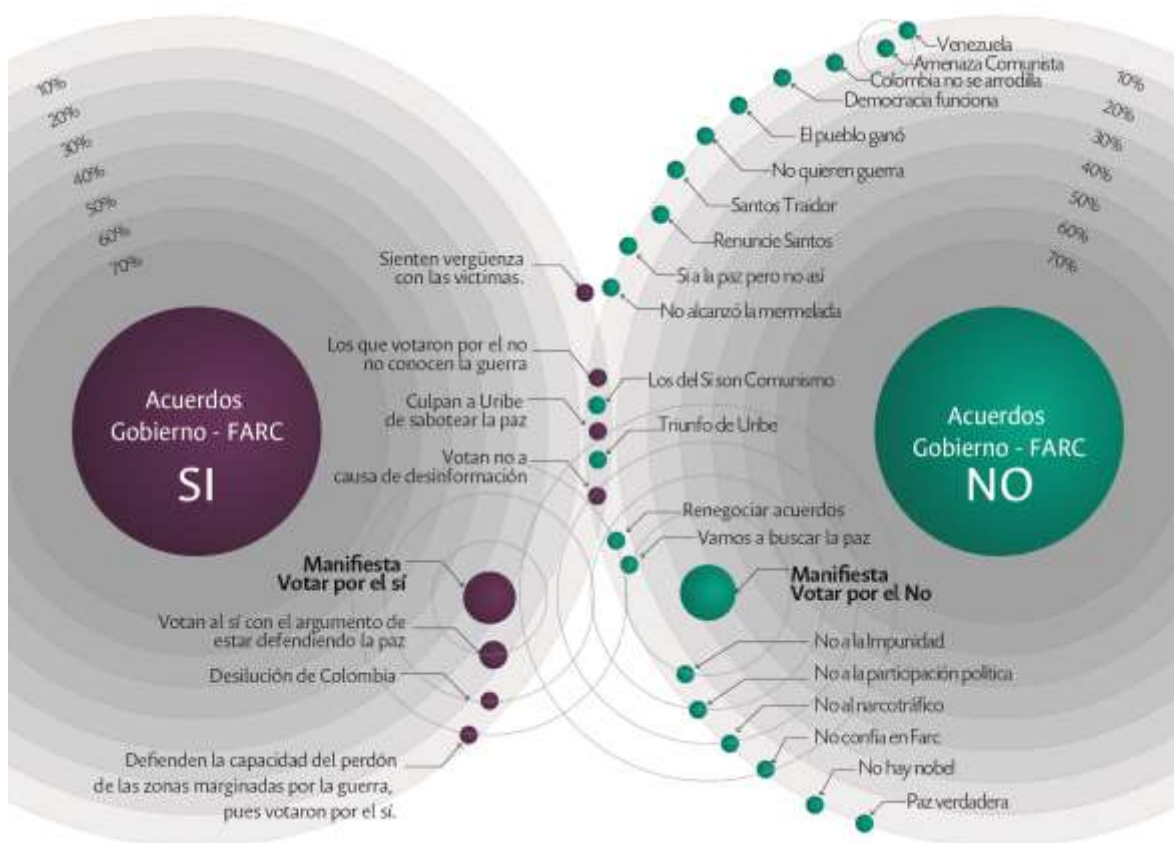 10%
20%
30%
40%
50%
60%
70%
Acuerdos
Gobierno - FARC
SI
Sienten vergüenza
con las victimas.
Los que votaron por el no
no conocen la guerra
Culpan a Uribe
de sabotear la paz
Votan no a
causa de desinformación
Manifiesta
Votar por el sí
Votan al sí con el argumento de
estar defendiendo la paz
Desilución de Colombia
Defienden la capacidad del perdón
de las zonas marginadas por la guerra,
pues votaron por el sí.
Venezuela
Amenaza Comunista
Colombia no se arrodilla
Democracia funciona
El pueblo ganó
No quieren guerra
Santos Traidor
Renuncie Santos
Si a la paz pero no así
No alcanzó la mermelada
Los del Si son Comunismo
Triunfo de Uribe
Renegociar acuerdos
Vamos a buscar la paz
Manifiesta
Votar por el No
No a la Impunidad
No a la partiopación política
No al narcotráfico
No confia en Farc
No hay nobel
Paz verdadera
10%
20%
30%
40%
50%
60%
70%
Acuerdos
Gobierno - FARC
NO